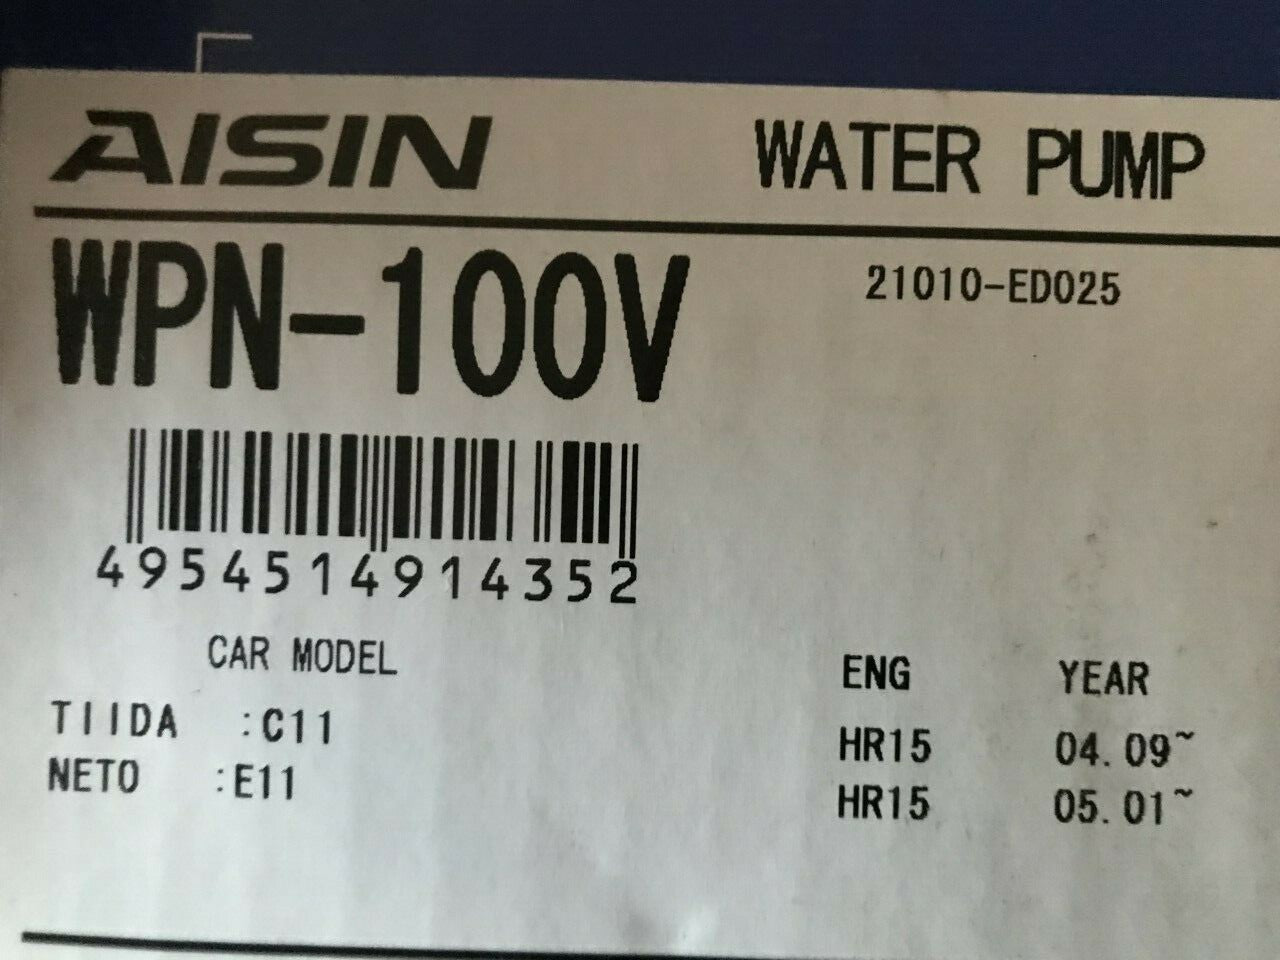 AISIN WATER PUMP
WPN-100V 21010-ED025
4954514914352
CAR MODEL ENG YEAR
TIIDA :C11 HR15 04.09~
NETO :E11 HR15 05.01~